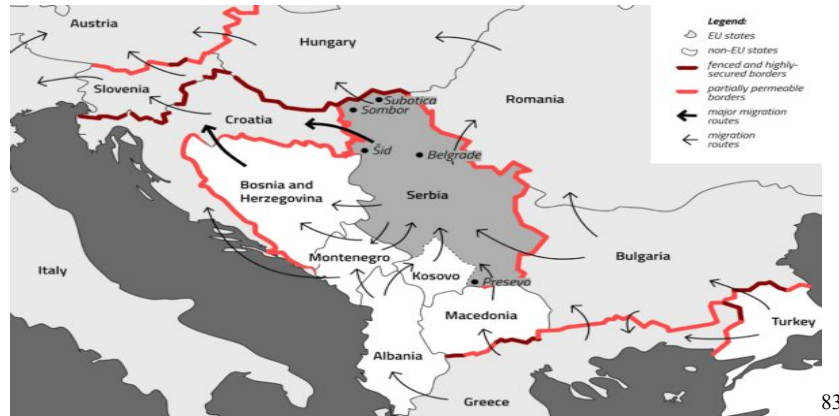 Austria
Hungary
Slovenia
Croatia
Subotica
Sombor
Romania
Šid
Belgrade
Bosnia and
Herzegovina
Serbia
Italy
Montenegro
Kosovo
Presevo
Bulgaria
Macedonia
Turkey
Albania
Greece
Legend:
EU states
non-EU states
fenced and highly-
secured borders
partially permeable
borders
major migration
routes
migration
routes
83